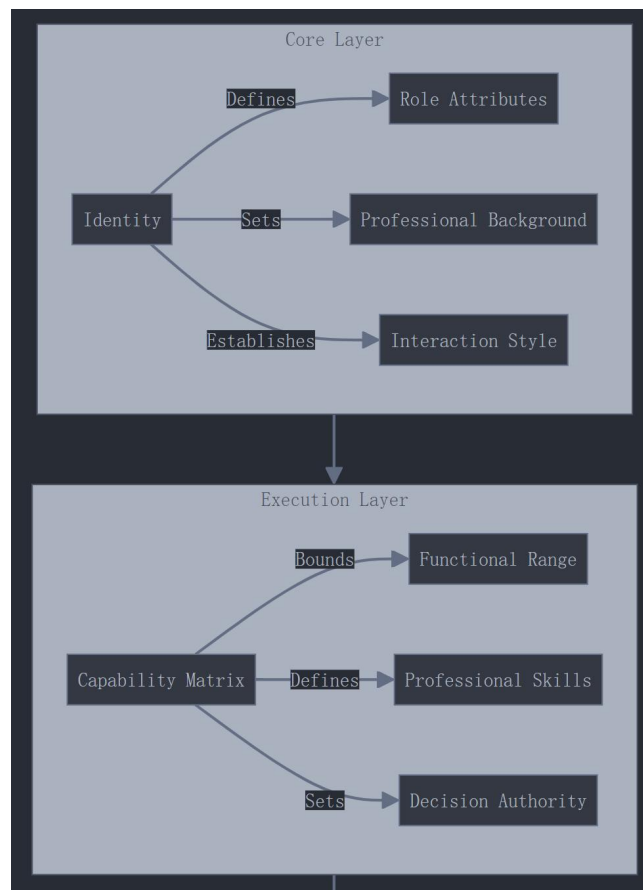 Core Layer
Defines
Role Attributes
Identity
Sets
Professional Background
Establishes
Interaction Style
Execution Layer
Bounds
Functional Range
Capability Matrix
Defines
Professional Skills
Sets
Decision Authority